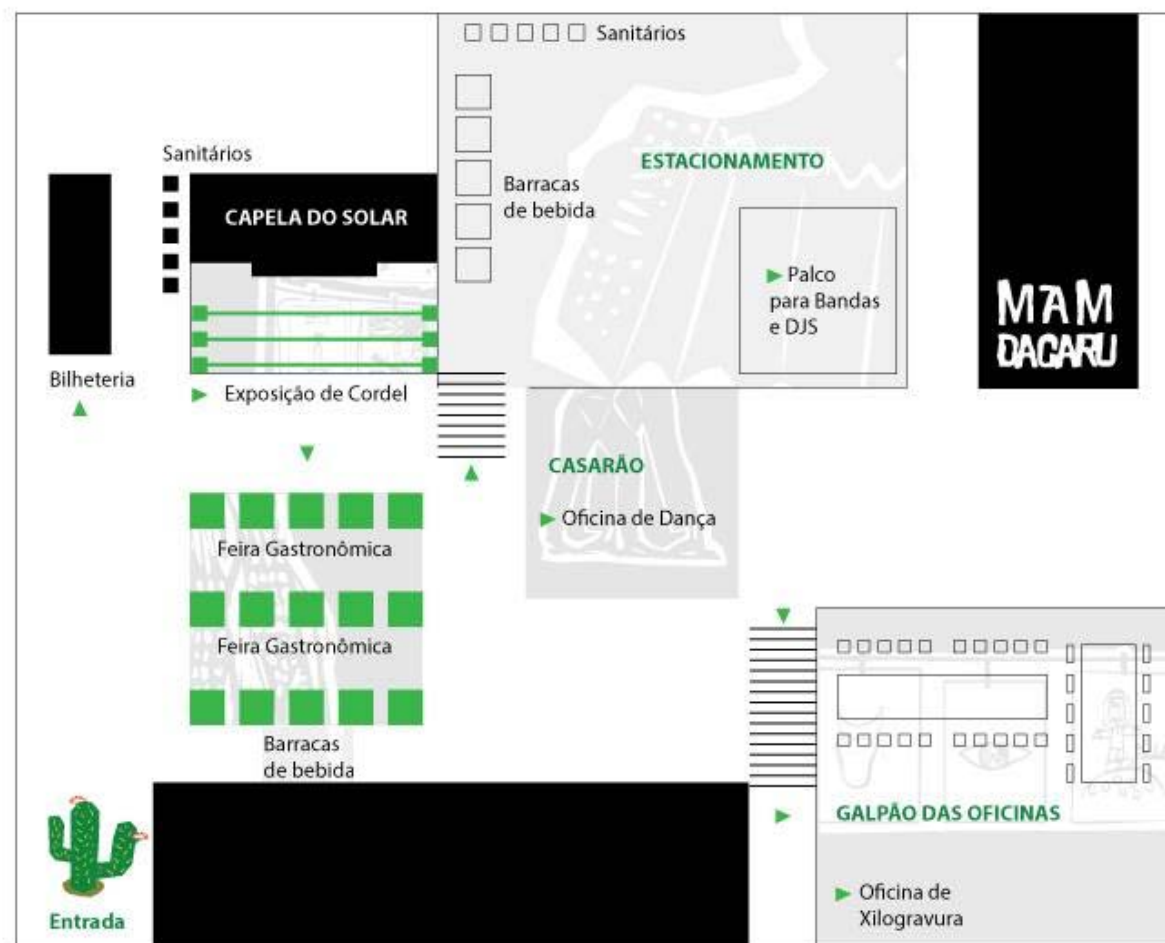 Sanitários
ESTACIONAMENTO
Sanitários
CAPELA DO SOLAR
Barracas
de bebida
Palco
para Bandas
e DJS
MAM
DAGARU
Bilheteria
Exposição de Cordel
CASARÃO
Oficina de Dança
Feira Gastronômica
Feira Gastronômica
Barracas
de bebida
GALPÃO DAS OFICINAS
Entrada
Oficina de
Xilogravura